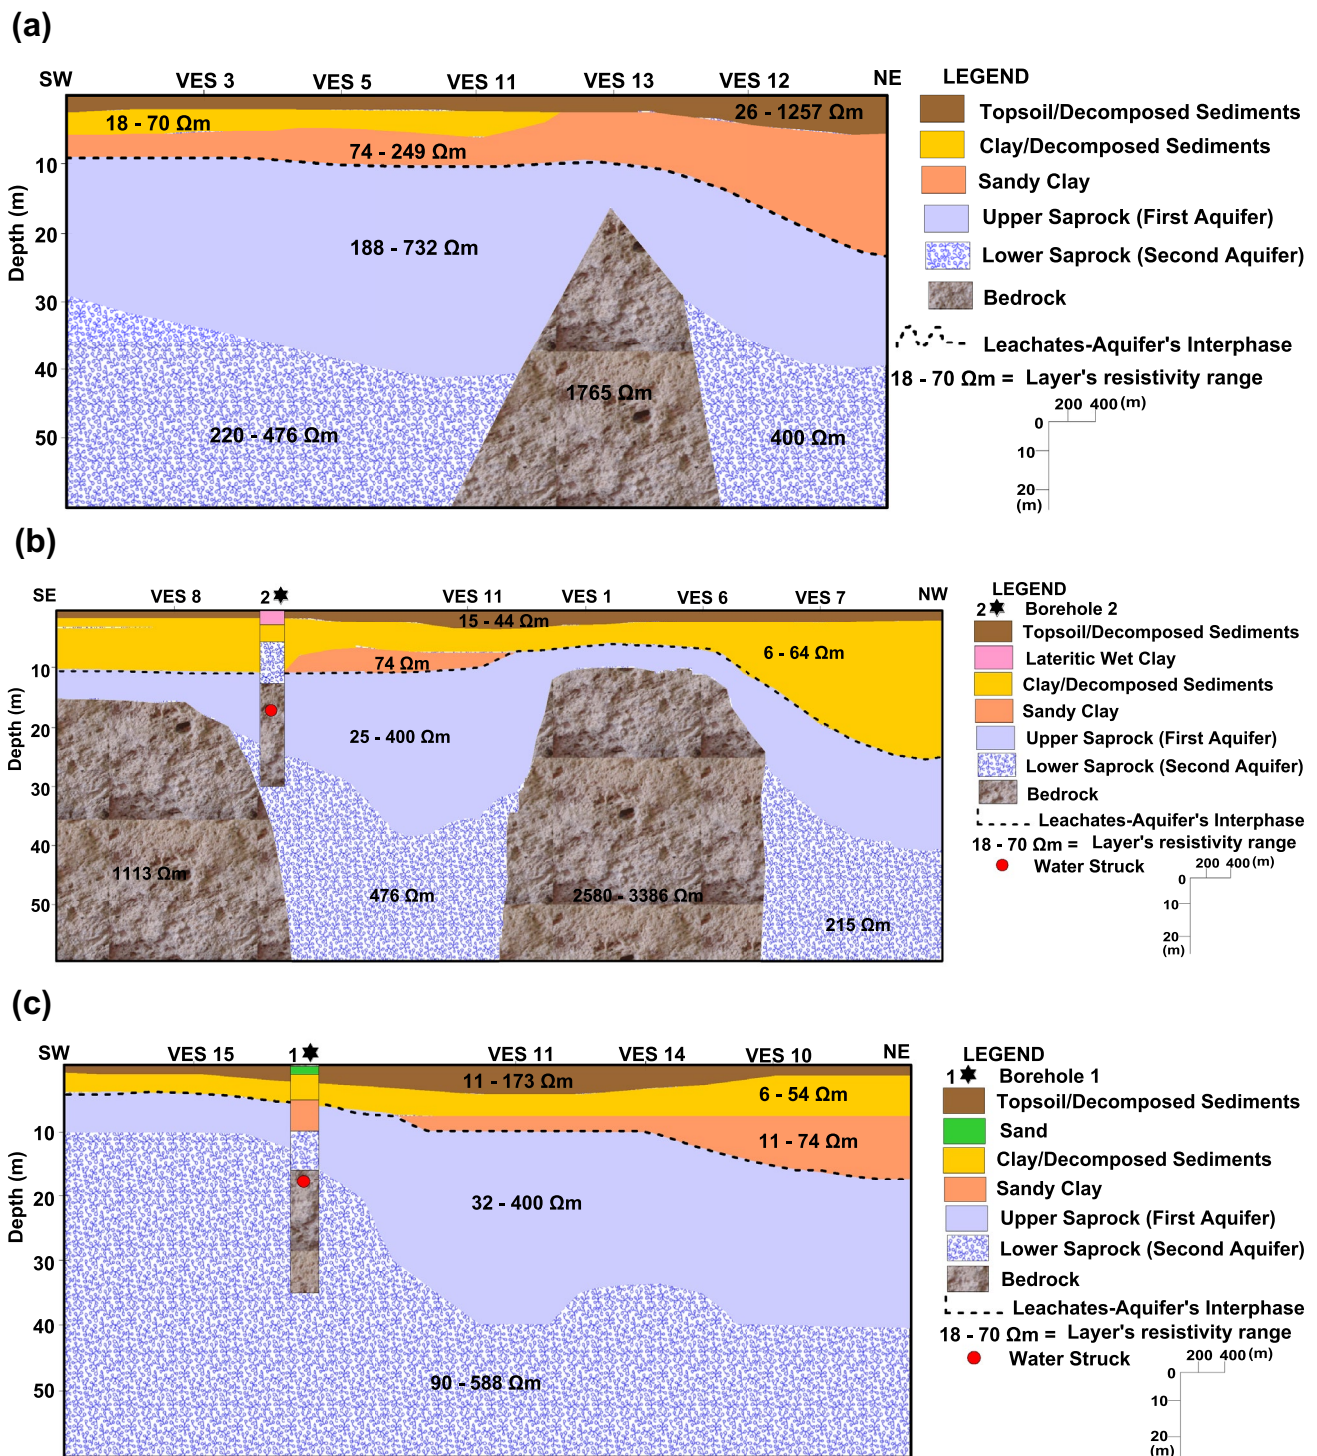 (a)
SW VES 3 VES 5 VES 11 VES 13 VES 12 NE
Depth (m)
10
20
30
40
50
18 - 70 Ωm
26 - 1257 Ωm
74 - 249 Ωm
188 - 732 Ωm
1765 Ωm
220 - 476 Ωm
400 Ωm
LEGEND
Topsoil/Decomposed Sediments
Clay/Decomposed Sediments
Sandy Clay
Upper Saprock (First Aquifer)
Lower Saprock (Second Aquifer)
Bedrock
Leachates-Aquifer's Interphase
18 - 70 Ωm = Layer's resistivity range
200 400 (m)
0
10
20
(m)
(b)
SE VES 8 2 VES 11 VES 1 VES 6 VES 7 NW
Depth (m)
10
20
30
40
50
15 - 44 Ωm
6 - 64 Ωm
74 Ωm
25 - 400 Ωm
1113 Ωm
476 Ωm
2580 - 3386 Ωm
215 Ωm
LEGEND
2 Borehole 2
Topsoil/Decomposed Sediments
Lateritic Wet Clay
Clay/Decomposed Sediments
Sandy Clay
Upper Saprock (First Aquifer)
Lower Saprock (Second Aquifer)
Bedrock
Leachates-Aquifer's Interphase
18 - 70 Ωm = Layer's resistivity range
Water Struck
200 400 (m)
0
10
20
(m)
(c)
SW VES 15 1 VES 11 VES 14 VES 10 NE
Depth (m)
10
20
30
40
50
11 - 173 Ωm
6 - 54 Ωm
11 - 74 Ωm
32 - 400 Ωm
90 - 588 Ωm
LEGEND
1 Borehole 1
Topsoil/Decomposed Sediments
Sand
Clay/Decomposed Sediments
Sandy Clay
Upper Saprock (First Aquifer)
Lower Saprock (Second Aquifer)
Bedrock
Leachates-Aquifer's Interphase
18 - 70 Ωm = Layer's resistivity range
Water Struck
200 400 (m)
0
10
20
(m)